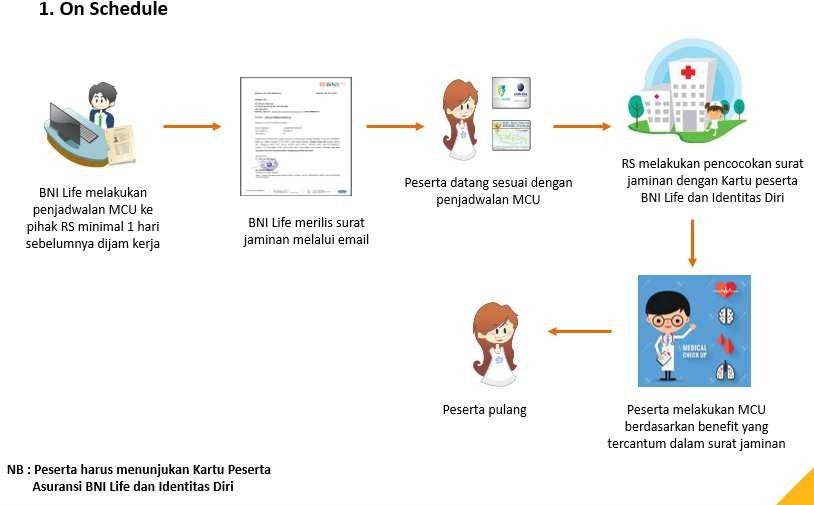 1. On Schedule
BNI Life melakukan
penjadwalan MCU ke
pihak RS minimal 1 hari
sebelumnya dijam kerja
BNI
BNI Life merilis surat
jaminan melalui email
Peserta datang sesuai dengan
penjadwalan MCU
RS melakukan pencocokan surat
jaminan dengan Kartu peserta
BNI Life dan Identitas Diri
MEDICAL
CHECK UP
Peserta melakukan MCU
berdasarkan benefit yang
tercantum dalam surat jaminan
Peserta pulang
NB : Peserta harus menunjukan Kartu Peserta
Asuransi BNI Life dan Identitas Diri